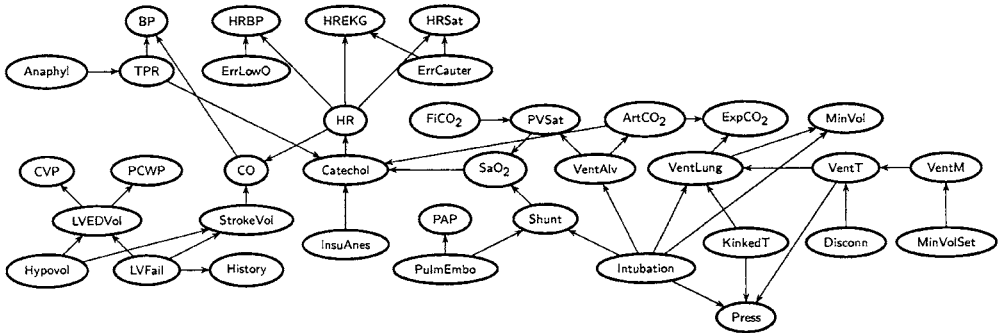 BP
HRBP
HREKG
HRSat
Anaphyl
TPR
ErrLowO
ErrCauter
HR
FiCO₂
PVSat
ArtCO₂
ExpCO₂
MinVol
CVP
PCWP
CO
Catechol
SaO₂
VentAlv
VentLung
VentT
VentM
LVEDVol
StrokeVol
PAP
Shunt
InsuAnes
KinkedT
Disconn
MinVolSet
Hypovol
LVFail
History
PulmEmbo
Intubation
Press